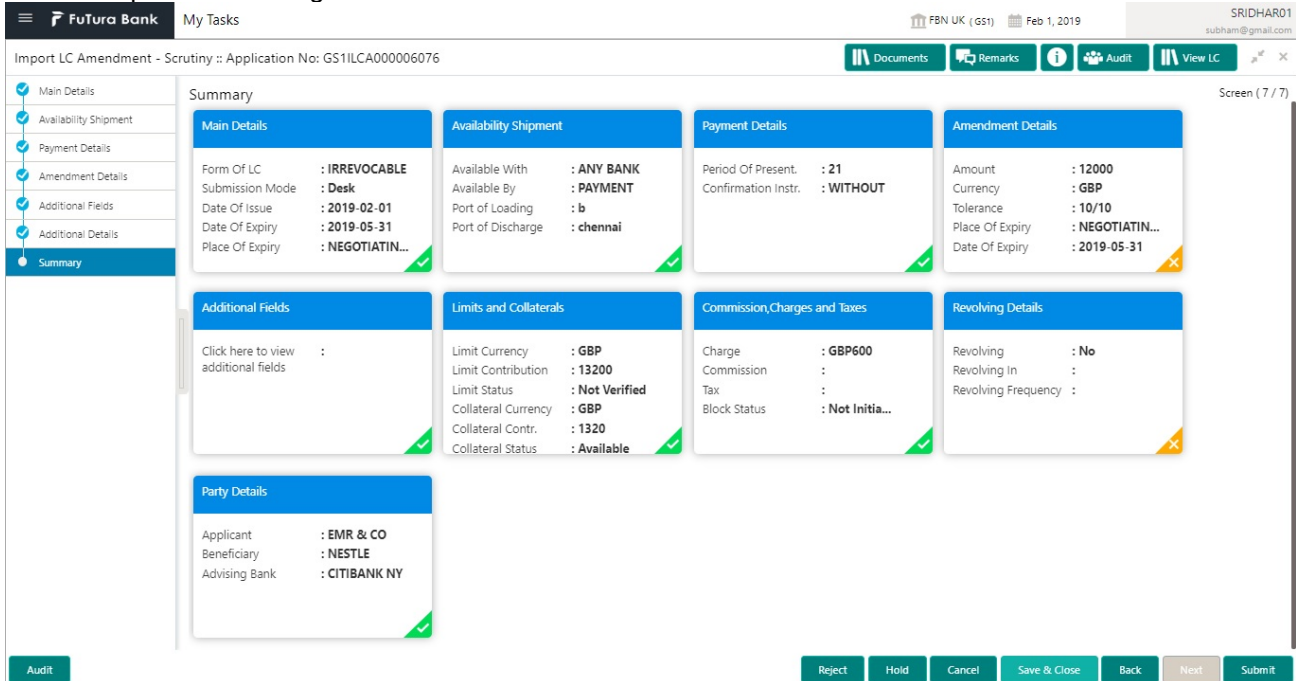 FuTura Bank
My Tasks
FBN UK ( GS1)
Feb 1, 2019
SRIDHAR01
subham@gmail.com
Import LC Amendment - Scrutiny :: Application No: GS1ILCA000006076
Documents
Remarks
Audit
View LC
Main Details
Availability Shipment
Payment Details
Amendment Details
Additional Fields
Additional Details
Summary
Summary
Screen ( 7 / 7)
Main Details
Form Of LC : IRREVOCABLE
Submission Mode : Desk
Date Of Issue : 2019-02-01
Date Of Expiry : 2019-05-31
Place Of Expiry : NEGOTIATIN...
Availability Shipment
Available With : ANY BANK
Available By : PAYMENT
Port of Loading : b
Port of Discharge : chennai
Payment Details
Period Of Present. : 21
Confirmation Instr. : WITHOUT
Amendment Details
Amount : 12000
Currency : GBP
Tolerance : 10/10
Place Of Expiry : NEGOTIATIN...
Date Of Expiry : 2019-05-31
Additional Fields
Click here to view :
additional fields
Limits and Collaterals
Limit Currency : GBP
Limit Contribution : 13200
Limit Status : Not Verified
Collateral Currency : GBP
Collateral Contr. : 1320
Collateral Status : Available
Commission,Charges and Taxes
Charge : GBP600
Commission :
Tax :
Block Status : Not Initia...
Revolving Details
Revolving : No
Revolving In :
Revolving Frequency :
Party Details
Applicant : EMR & CO
Beneficiary : NESTLE
Advising Bank : CITIBANK NY
Audit
Reject
Hold
Cancel
Save & Close
Back
Next
Submit